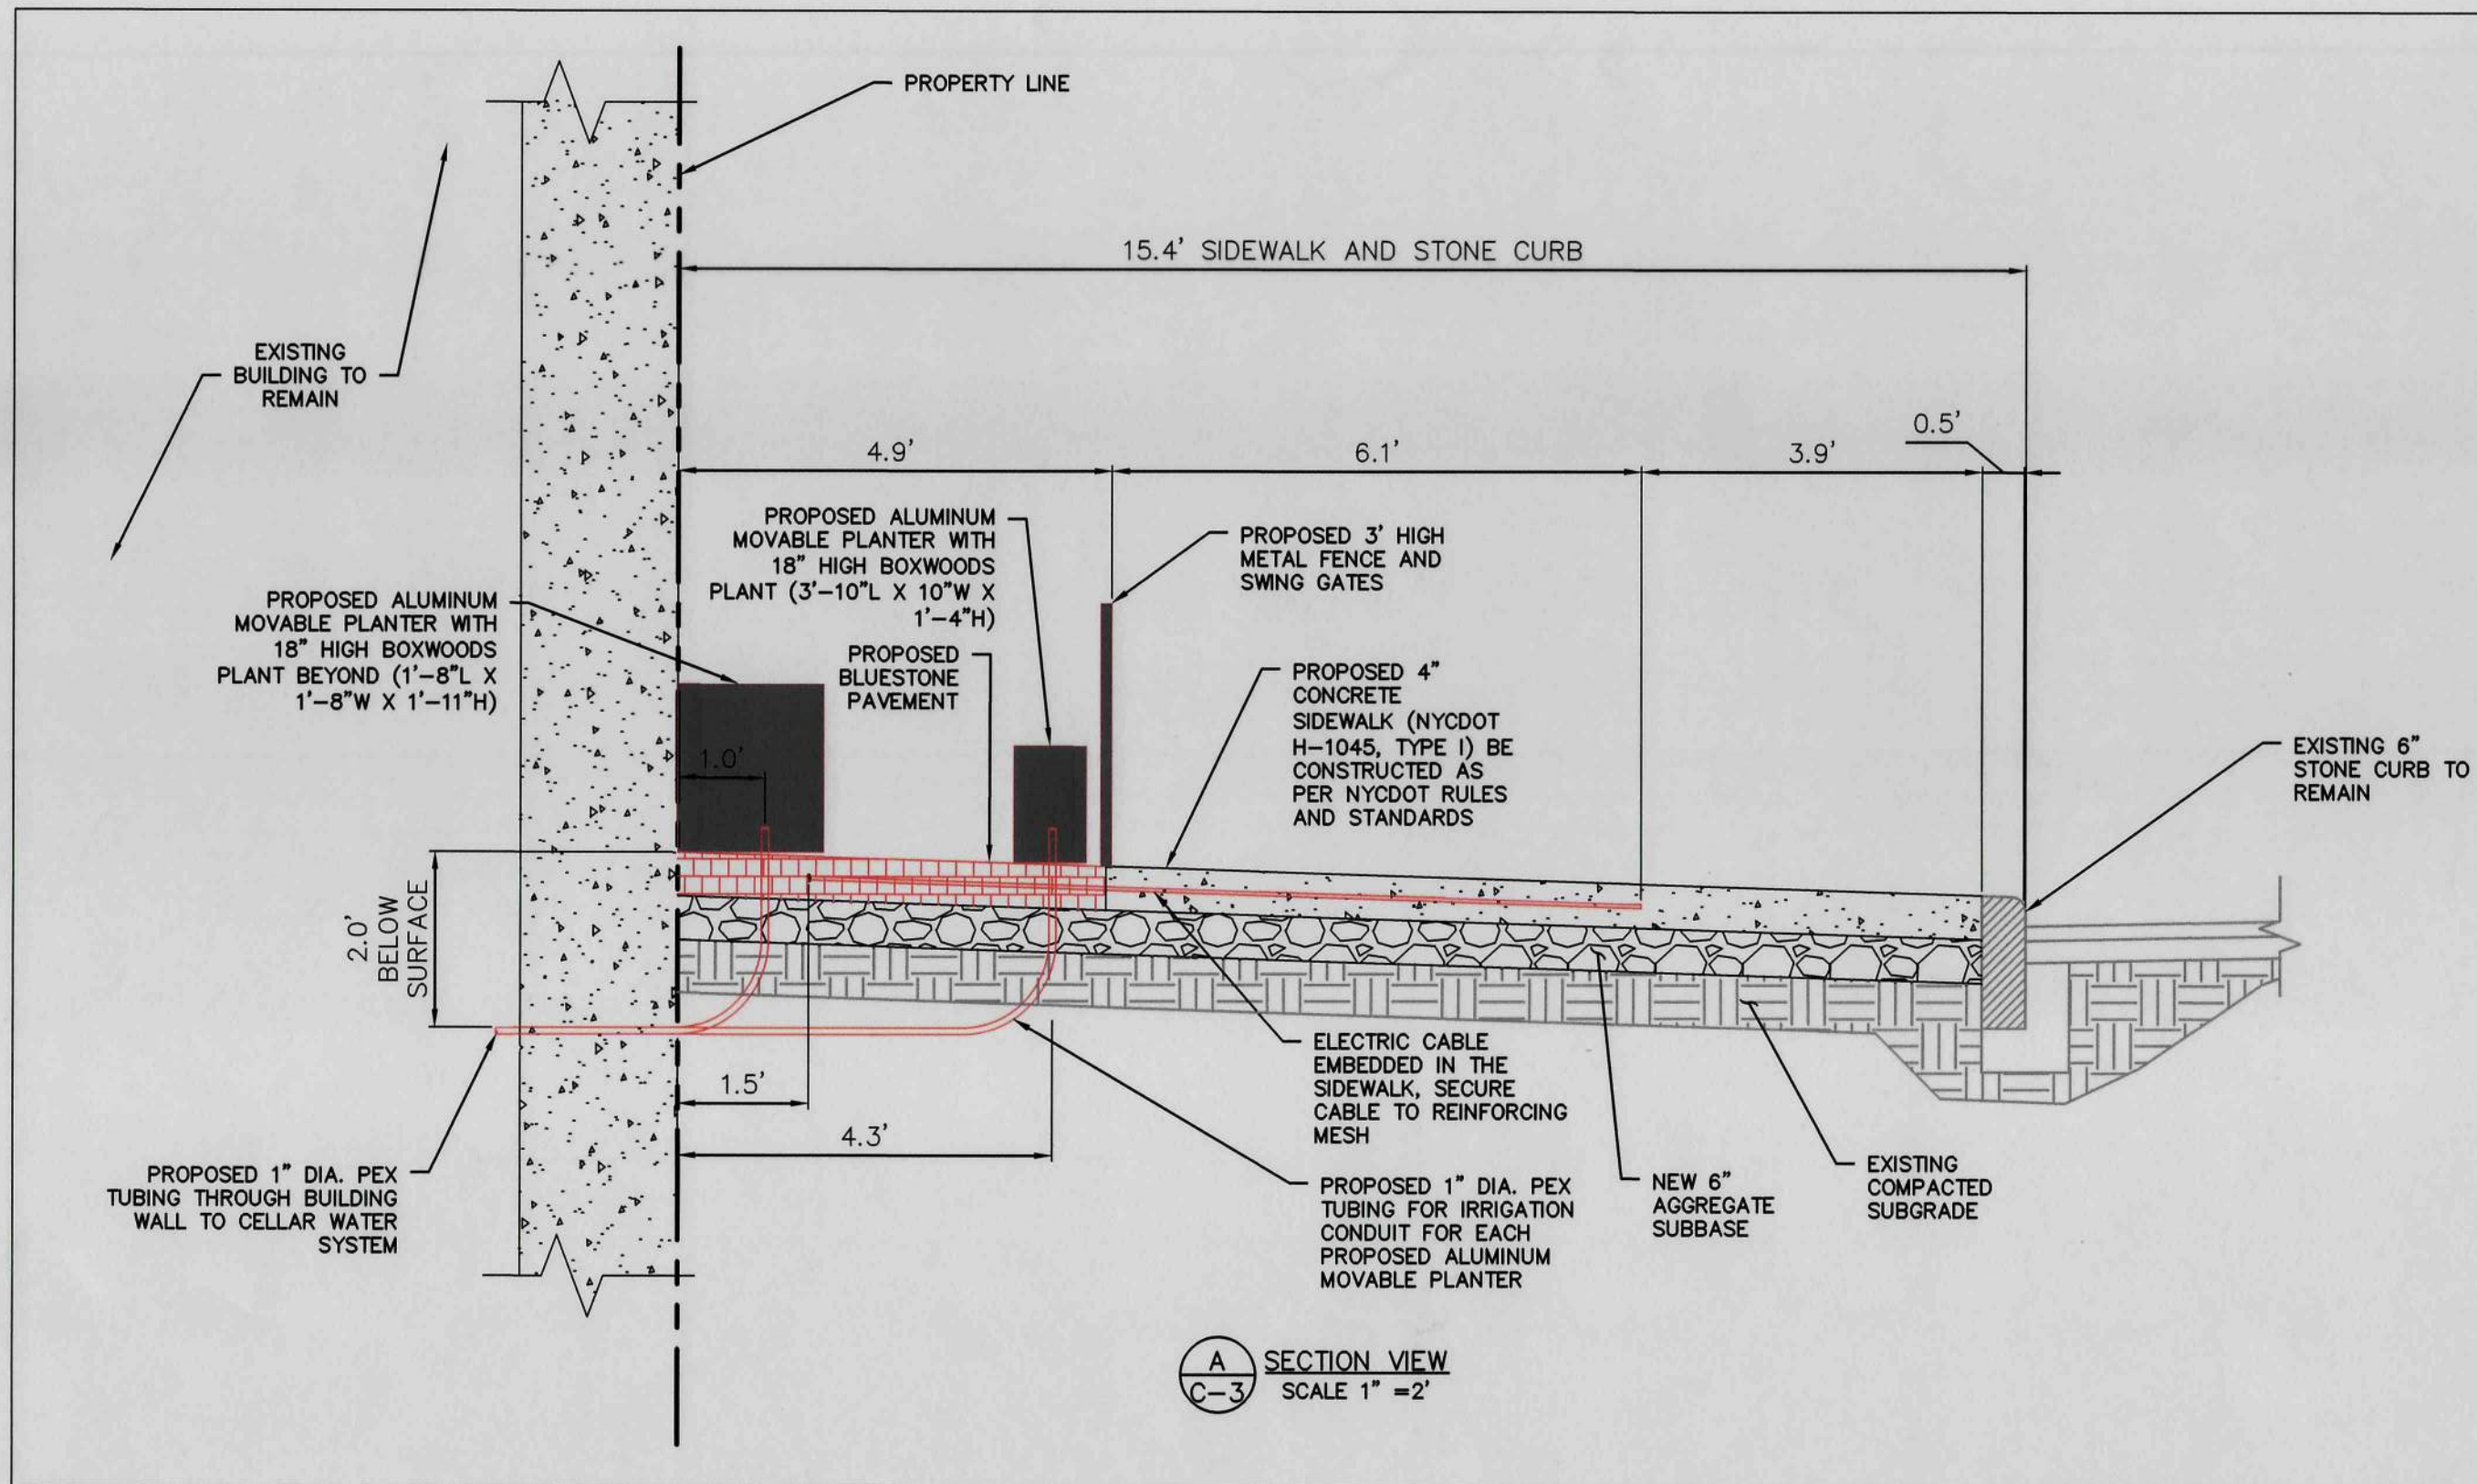 PROPERTY LINE
15.4' SIDEWALK AND STONE CURB
EXISTING
BUILDING TO
REMAIN
0.5'
4.9'
6.1'
3.9'
PROPOSED ALUMINUM
MOVABLE PLANTER WITH
18" HIGH BOXWOODS
PLANT (3'-10"L X 10"W X
1'-4"H)
PROPOSED 3' HIGH
METAL FENCE AND
SWING GATES
PROPOSED ALUMINUM
MOVABLE PLANTER WITH
18" HIGH BOXWOODS
PLANT BEYOND (1'-8"L X
1'-8"W X 1'-11"H)
PROPOSED
BLUESTONE
PAVEMENT
PROPOSED 4"
CONCRETE
SIDEWALK (NYCDOT
H-1045, TYPE I) BE
CONSTRUCTED AS
PER NYCDOT RULES
AND STANDARDS
EXISTING 6"
STONE CURB TO
REMAIN
1.0'
2.0'
BELOW
SURFACE
1.5'
4.3'
ELECTRIC CABLE
EMBEDDED IN THE
SIDEWALK, SECURE
CABLE TO REINFORCING
MESH
PROPOSED 1" DIA. PEX
TUBING THROUGH BUILDING
WALL TO CELLAR WATER
SYSTEM
PROPOSED 1" DIA. PEX
TUBING FOR IRRIGATION
CONDUIT FOR EACH
PROPOSED ALUMINUM
MOVABLE PLANTER
NEW 6"
AGGREGATE
SUBBASE
EXISTING
COMPACTED
SUBGRADE
A
C-3
SECTION VIEW
SCALE 1" =2'